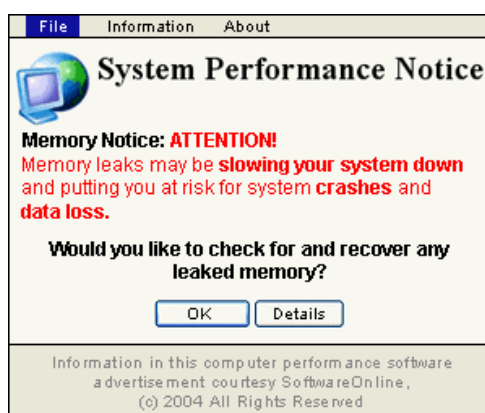 File Information About
System Performance Notice
Memory Notice: ATTENTION!
Memory leaks may be slowing your system down
and putting you at risk for system crashes and
data loss.
Would you like to check for and recover any
leaked memory?
OK Details
Information in this computer performance software
advertisement courtesy SoftwareOnline,
(c) 2004 All Rights Reserved